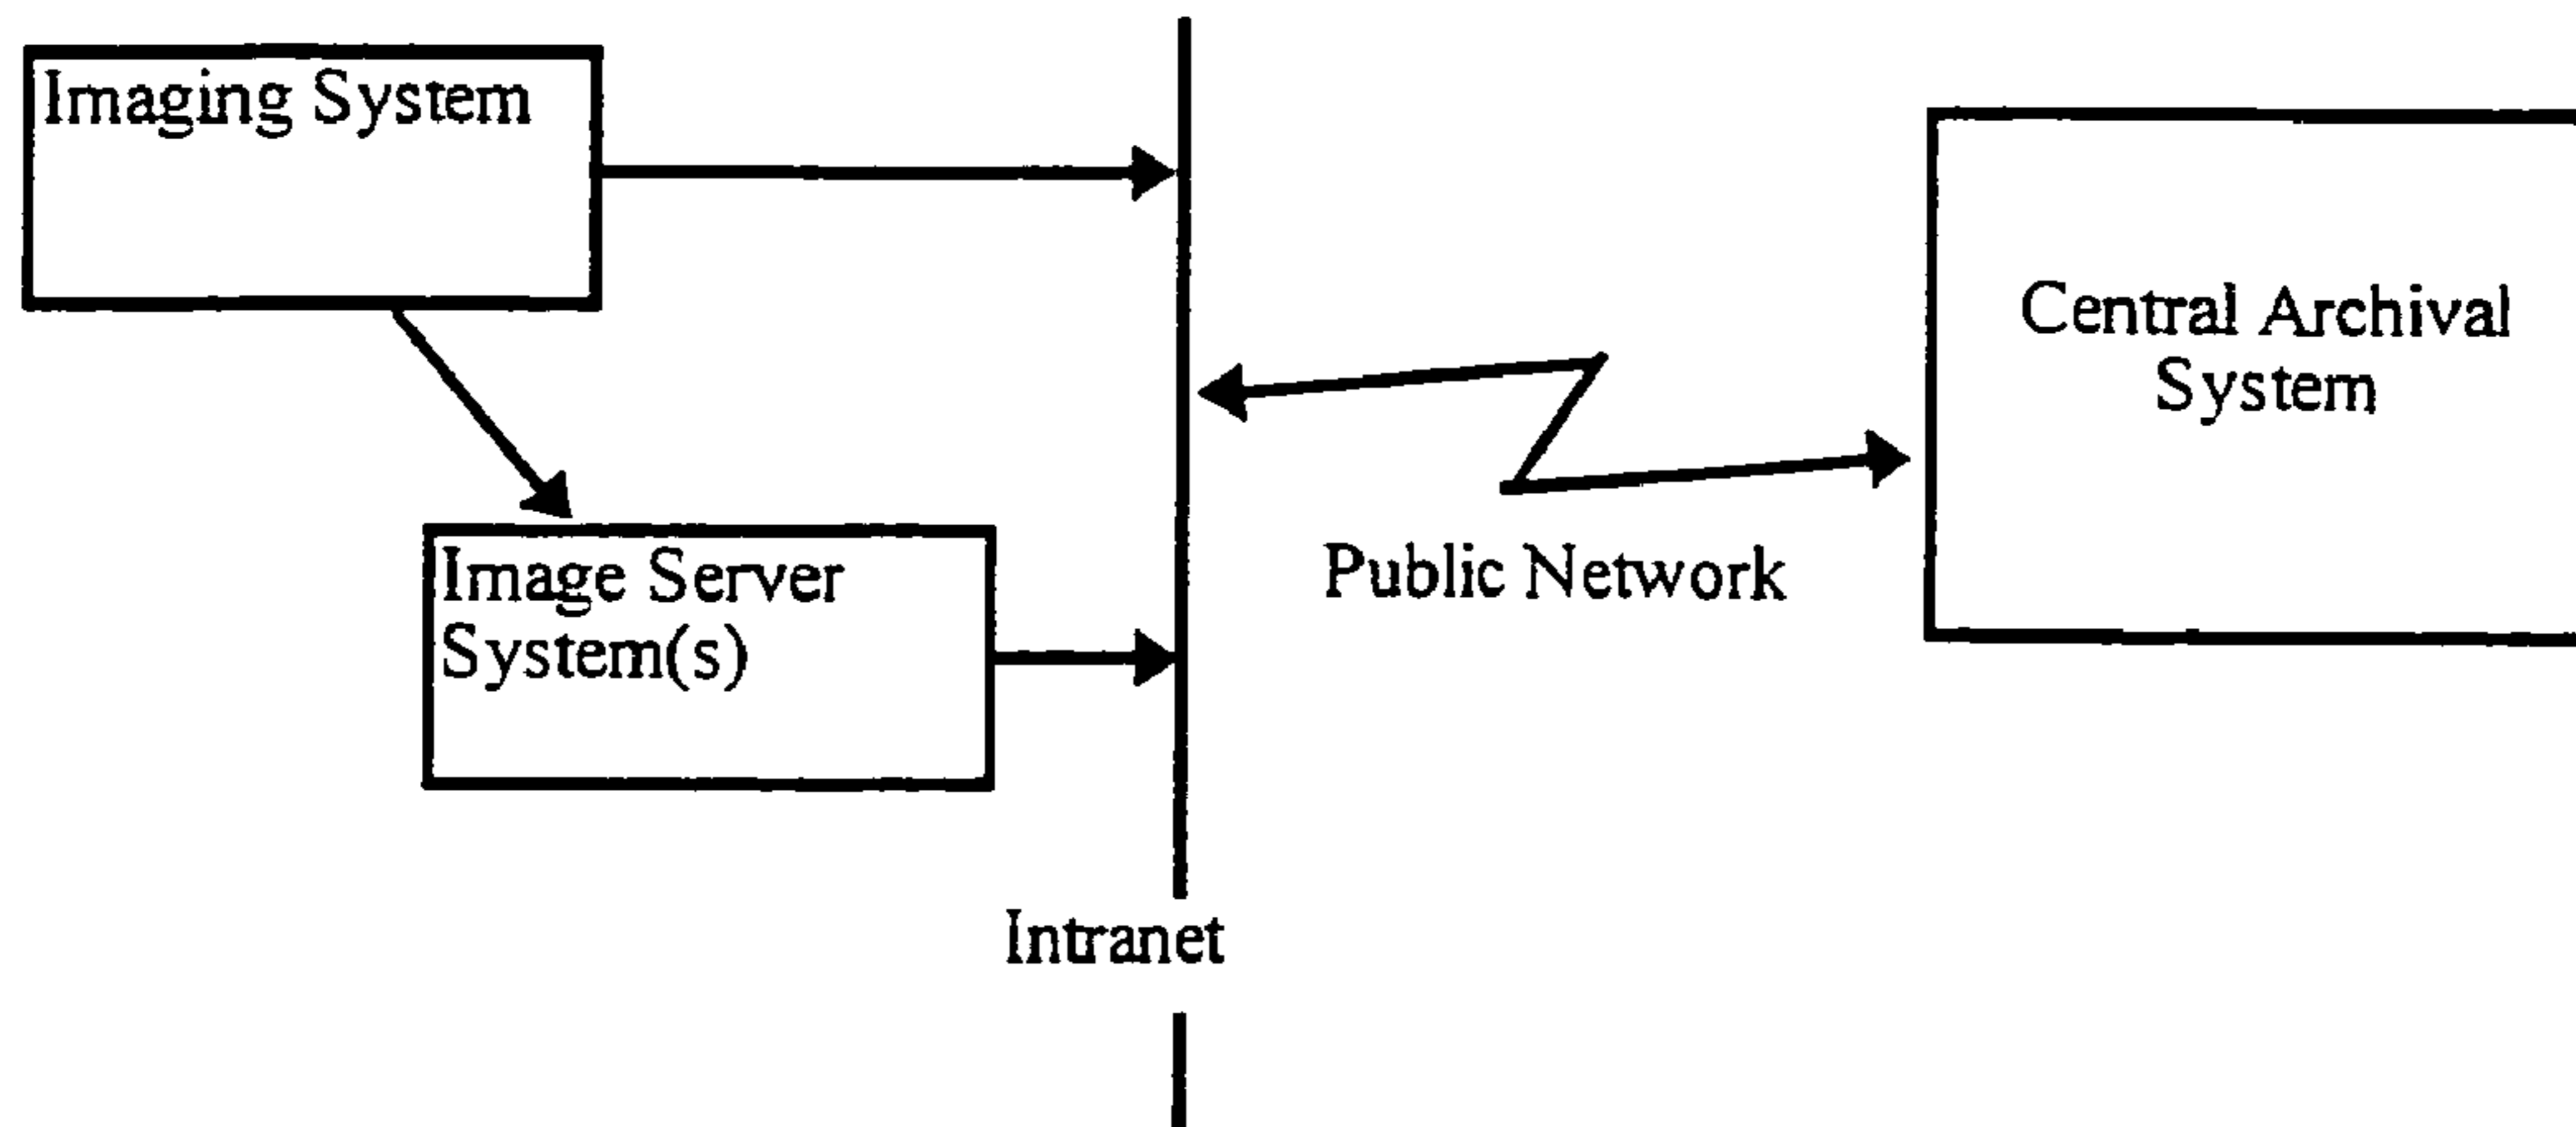 Imaging System
Central Archival
System
Image Server
System(s)
Public Network
Intranet